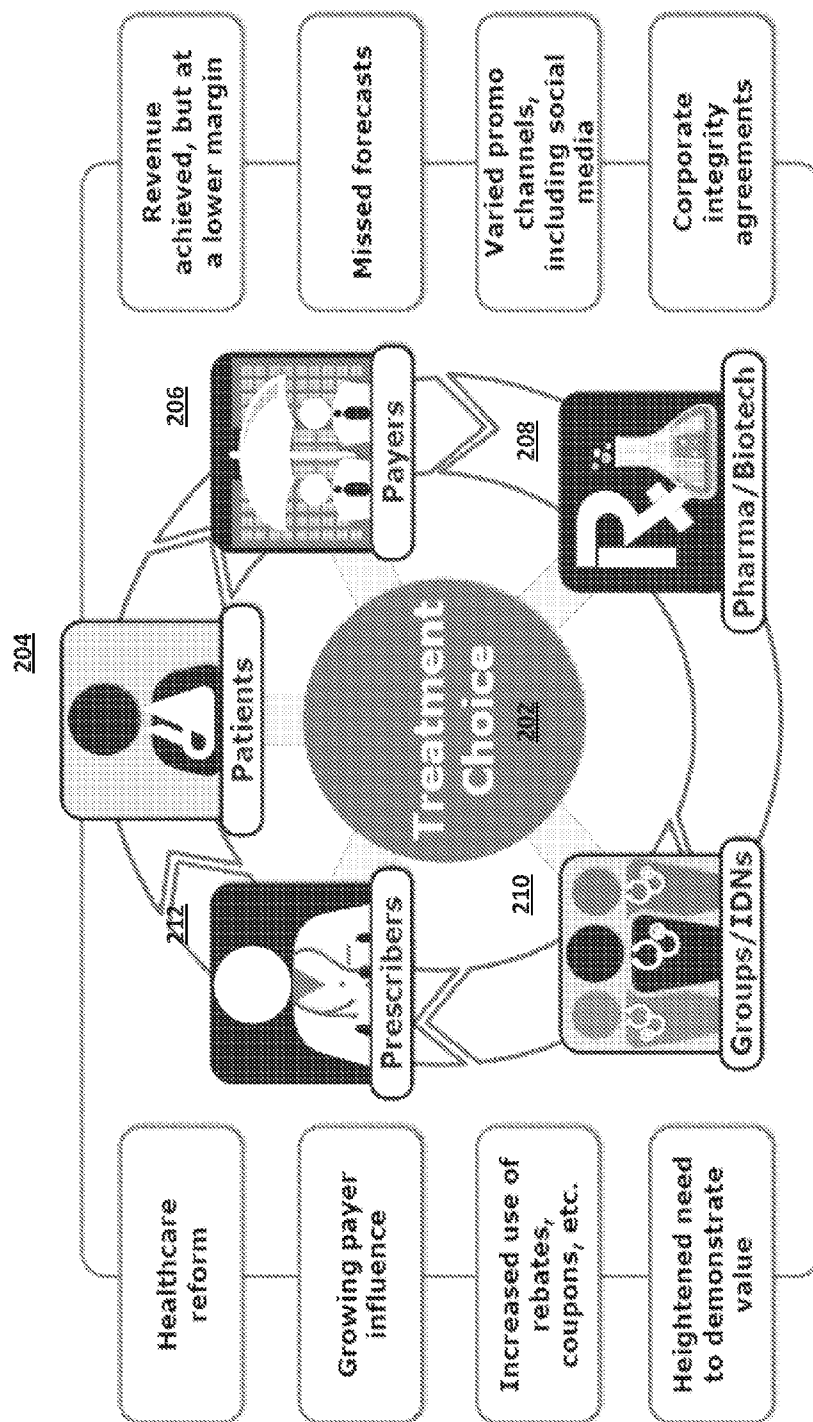 Healthcare
reform
Growing payer
influence
Increased use of
rebates,
coupons, etc.
Heightened need
to demonstrate
value
204
Patients
212
Prescribers
206
Payers
Treatment
Choice
202
210
Groups/IDNs
208
Pharma/Biotech
Revenue
achieved, but at
a lower margin
Missed forecasts
Varied promo
channels,
including social
media
Corporate
integrity
agreements